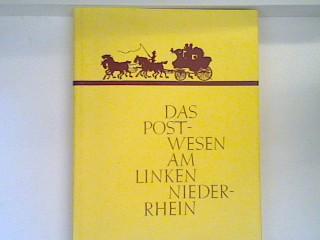 DAS
POST-
WESEN
AM
LINKEN
NIEDER-
RHEIN